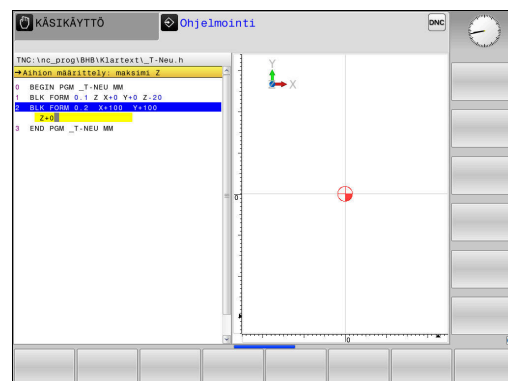 KÄSIKÄYTTÖ
Ohjelmointi
DNC
TNC:\nc_prog\BHB\Klartext\_T-Neu.h
→Aihion määrittely: maksimi Z
0 BEGIN PGM _T-NEU MM
1 BLK FORM 0.1 Z X+0 Y+0 Z-20
2 BLK FORM 0.2 X+100 Y+100
Z+0
3 END PGM _T-NEU MM
Y
X
0
0